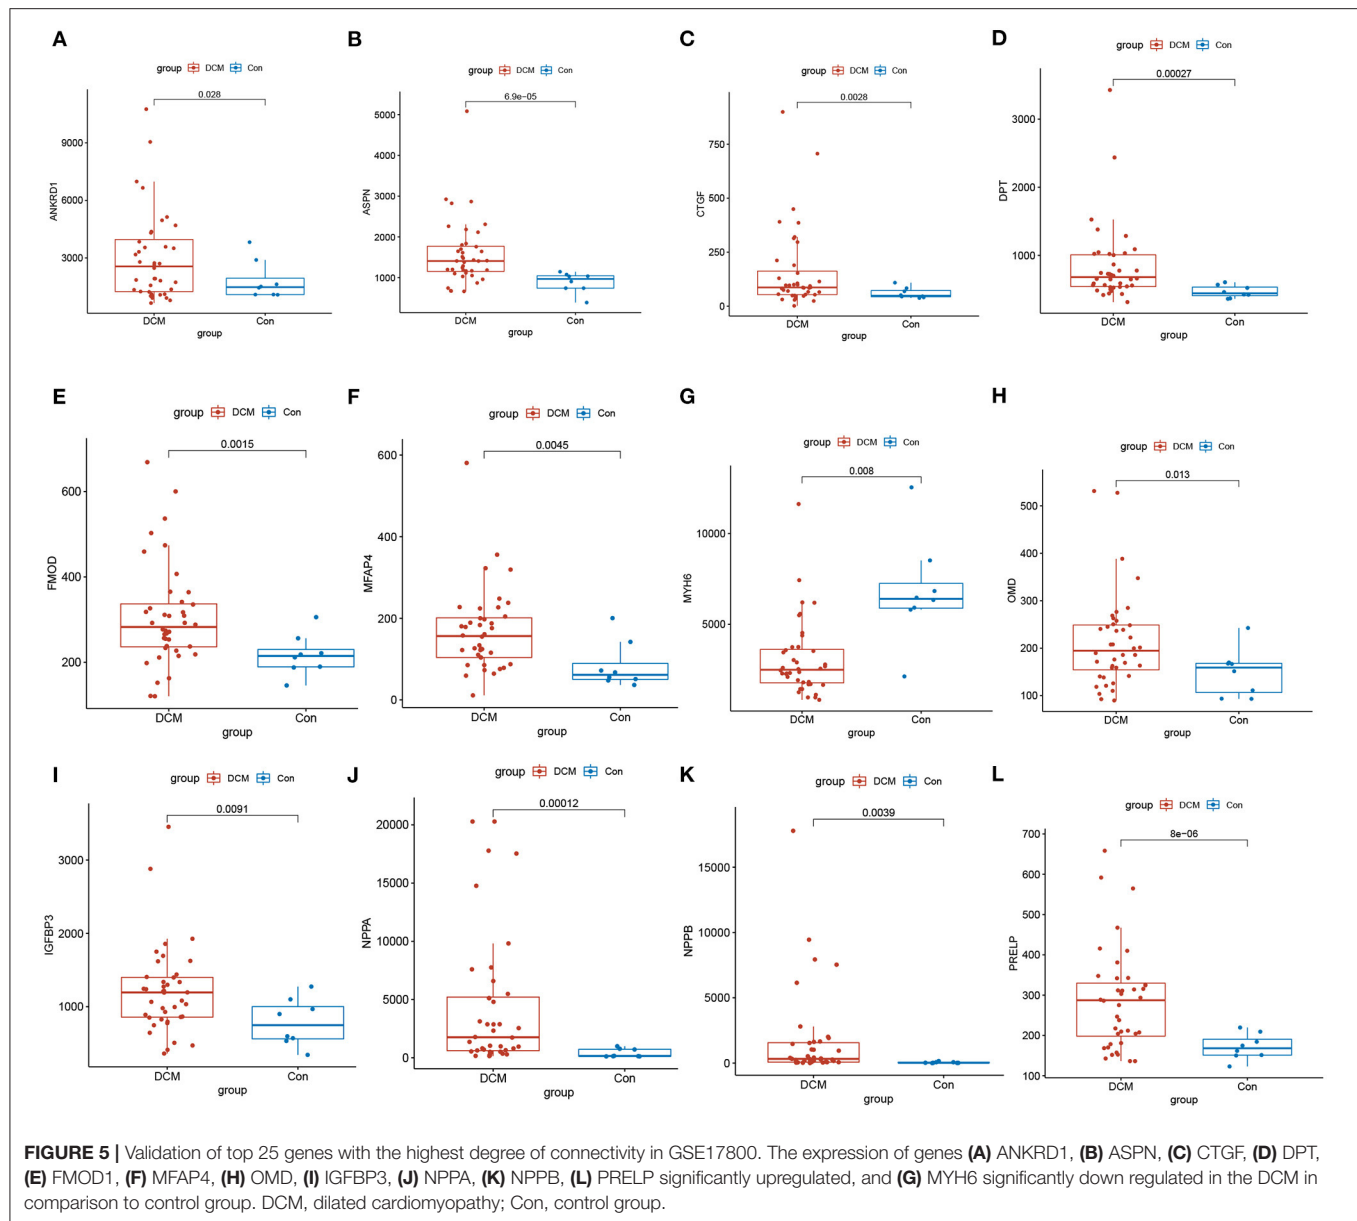 A
group DCM Con
0.028
9000
6000
3000
ANKRD1
DCM Con
group
B
group DCM Con
6.9e-05
5000
4000
3000
2000
1000
0
ASPN
DCM Con
group
C
group DCM Con
0.0028
750
500
250
0
CTGF
DCM Con
group
D
group DCM Con
0.00027
3000
2000
1000
0
DPT
DCM Con
group
E
group DCM Con
0.0015
600
400
200
FMOD
DCM Con
group
F
group DCM Con
0.0045
600
400
200
0
MFAP4
DCM Con
group
G
group DCM Con
0.008
10000
5000
MYH6
DCM Con
group
H
group DCM Con
0.013
500
400
300
200
100
OMD
DCM Con
group
I
group DCM Con
0.0091
3000
2000
1000
IGFBP3
DCM Con
group
J
group DCM Con
0.00012
20000
15000
10000
5000
0
NPPA
DCM Con
group
K
group DCM Con
0.0039
15000
10000
5000
0
NPPB
DCM Con
group
L
group DCM Con
8e-06
700
600
500
400
300
200
100
PRELP
DCM Con
group
FIGURE 5 | Validation of top 25 genes with the highest degree of connectivity in GSE17800. The expression of genes (A) ANKRD1, (B) ASPN, (C) CTGF, (D) DPT,
(E) FMOD1, (F) MFAP4, (H) OMD, (I) IGFBP3, (J) NPPA, (K) NPPB, (L) PRELP significantly upregulated, and (G) MYH6 significantly down regulated in the DCM in
comparison to control group. DCM, dilated cardiomyopathy; Con, control group.